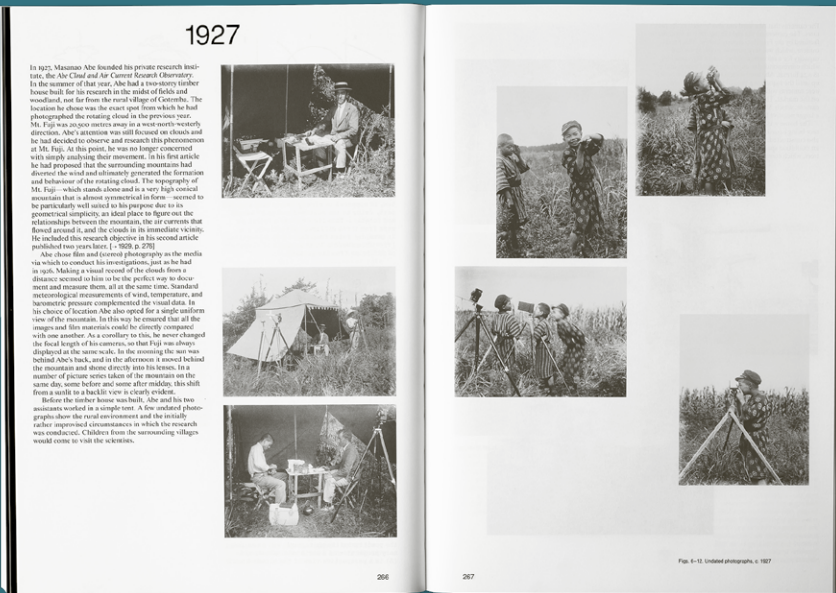 1927
In 1927, Masanao Abe founded his private research insti-
tute, the Abe Cloud and Air Current Research Observatory.
In the summer of that year, Abe had a two-storey timber
house built for his research in the midst of fields and
woodland, not far from the rural village of Gotemba. The
location he chose was the exact spot from which he had
photographed the rotating cloud in the previous year.
Mt. Fuji was 20,900 metres away in a west-north-westerly
direction. Abe's attention was still focused on clouds and
he had decided to observe and research this phenomenon
at Mt. Fuji. At this point, he was no longer concerned
with simply analysing their movement. In his first article
he had proposed that the surrounding mountains had
diverted the wind and ultimately generated the formation
and behaviour of the rotating cloud. The topography of
Mt. Fuji—which stands alone and is a very high conical
mountain that is almost symmetrical in form—seemed to
be particularly well suited to his purpose due to its
geometrical simplicity, an ideal place to figure out the
relationships between the mountain, the air currents that
flowed around it, and the clouds in its immediate vicinity.
He included this research objective in his second article
published two years later. [→ 1929, p. 276]
Abe chose film and (stereo) photography as the media
via which to conduct his investigations, just as he had
in 1926. Making a visual record of the clouds from a
distance seemed to him to be the perfect way to docu-
ment and measure them, all at the same time. Standard
meteorological measurements of wind, temperature, and
barometric pressure complemented the visual data. In
his choice of location Abe also opted for a single uniform
view of the mountain. In this way he ensured that all the
images and film materials could be directly compared
with one another. As a corollary to this, he never changed
the focal length of his cameras, so that Fuji was always
displayed at the same scale. In the morning the sun was
behind Abe's back, and in the afternoon it moved behind
the mountain and shone directly into his lenses. In a
number of picture series taken of the mountain on the
same day, some before and some after midday, this shift
from a sunlit to a backlit view is clearly evident.
Before the timber house was built, Abe and his two
assistants worked in a simple tent. A few undated photo-
graphs show the rural environment and the initially
rather improvised circumstances in which the research
was conducted. Children from the surrounding villages
would come to visit the scientists.
266
267
Figs. 6–12, Undated photographs, c. 1927